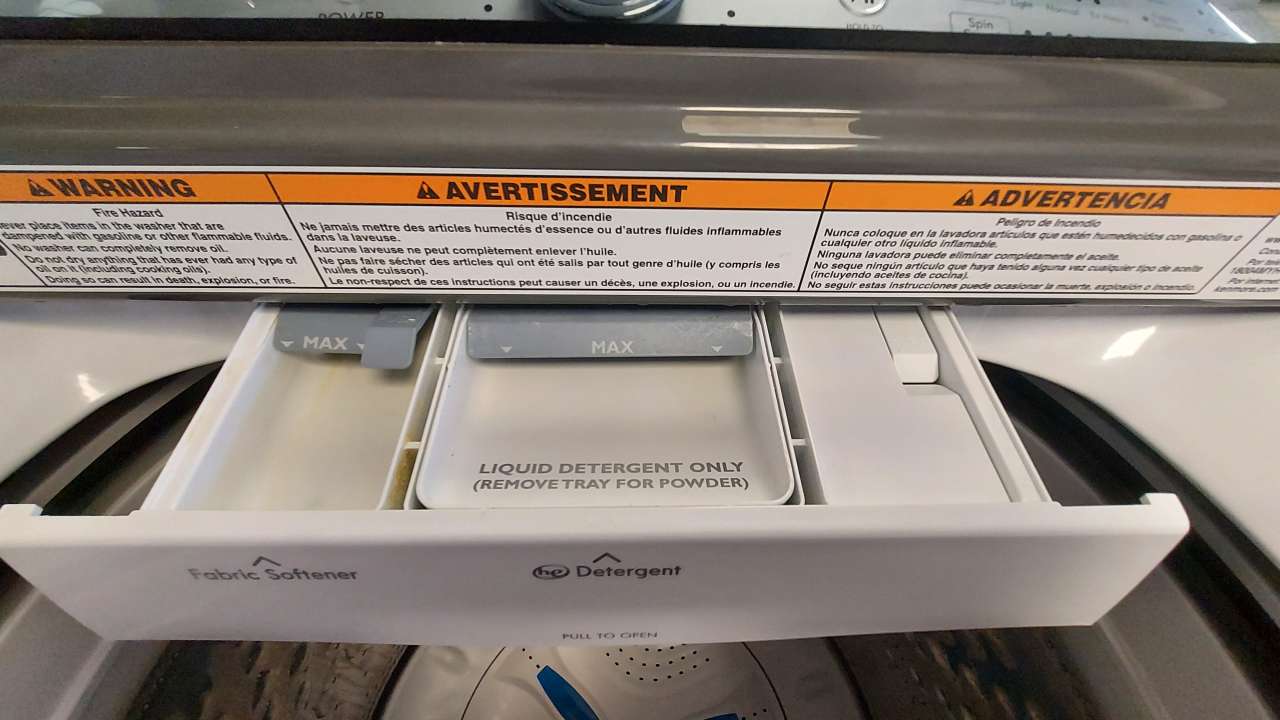 POWER
HOLD TO
Spin
Light
Normal
WARNING
Fire Hazard
ever place items in the washer that are
dampened with gasoline or other flammable fluids.
No washer can completely remove oil.
Do not dry anything that has ever had any type of
oil on it (including cooking oils).
Doing so can result in death, explosion, or fire.
AVERTISSEMENT
Risque d'incendie
Ne jamais mettre des articles humectés d'essence ou d'autres fluides inflammables
dans la laveuse.
Aucune laveuse ne peut complètement enlever l'huile.
Ne pas faire sécher des articles qui ont été salis par tout genre d'huile (y compris les
huiles de cuisson).
Le non-respect de ces instructions peut causer un décès, une explosion, ou un incendie.
ADVERTENCIA
Peligro de Incendio
Nunca coloque en la lavadora artículos que estén humedecidos con gasolina o
cualquier otro líquido inflamable.
Ninguna lavadora puede eliminar completamente el aceite.
No seque ningún artículo que haya tenido alguna vez cualquier tipo de aceite
(incluyendo aceites de cocina).
No seguir estas instrucciones puede ocasionar la muerte, explosión o incendio.
MAX
MAX
LIQUID DETERGENT ONLY
(REMOVE TRAY FOR POWDER)
Fabric Softener
he Detergent
PULL TO OPEN